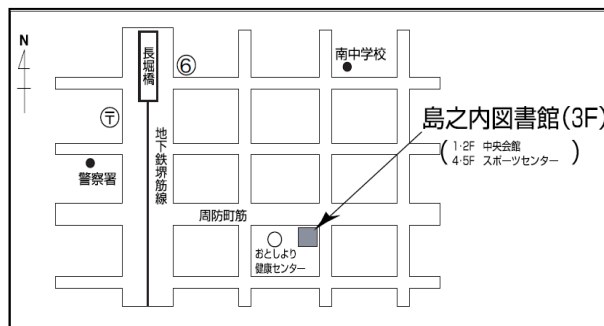 N
長堀橋
⑥
南中学校
〒
地下鉄堺筋線
警察署
島之内図書館(3F)
(1·2F 中央会館
4·5F スポーツセンター)
周防町筋
おとしより
健康センター